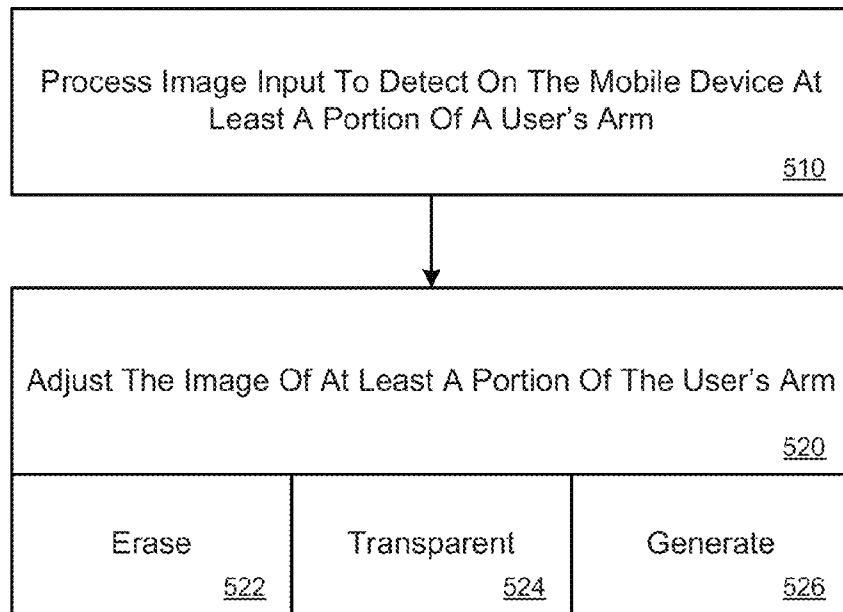 Process Image Input To Detect On The Mobile Device At
Least A Portion Of A User's Arm
510
Adjust The Image Of At Least A Portion Of The User's Arm
520
Erase
522
Transparent
524
Generate
526